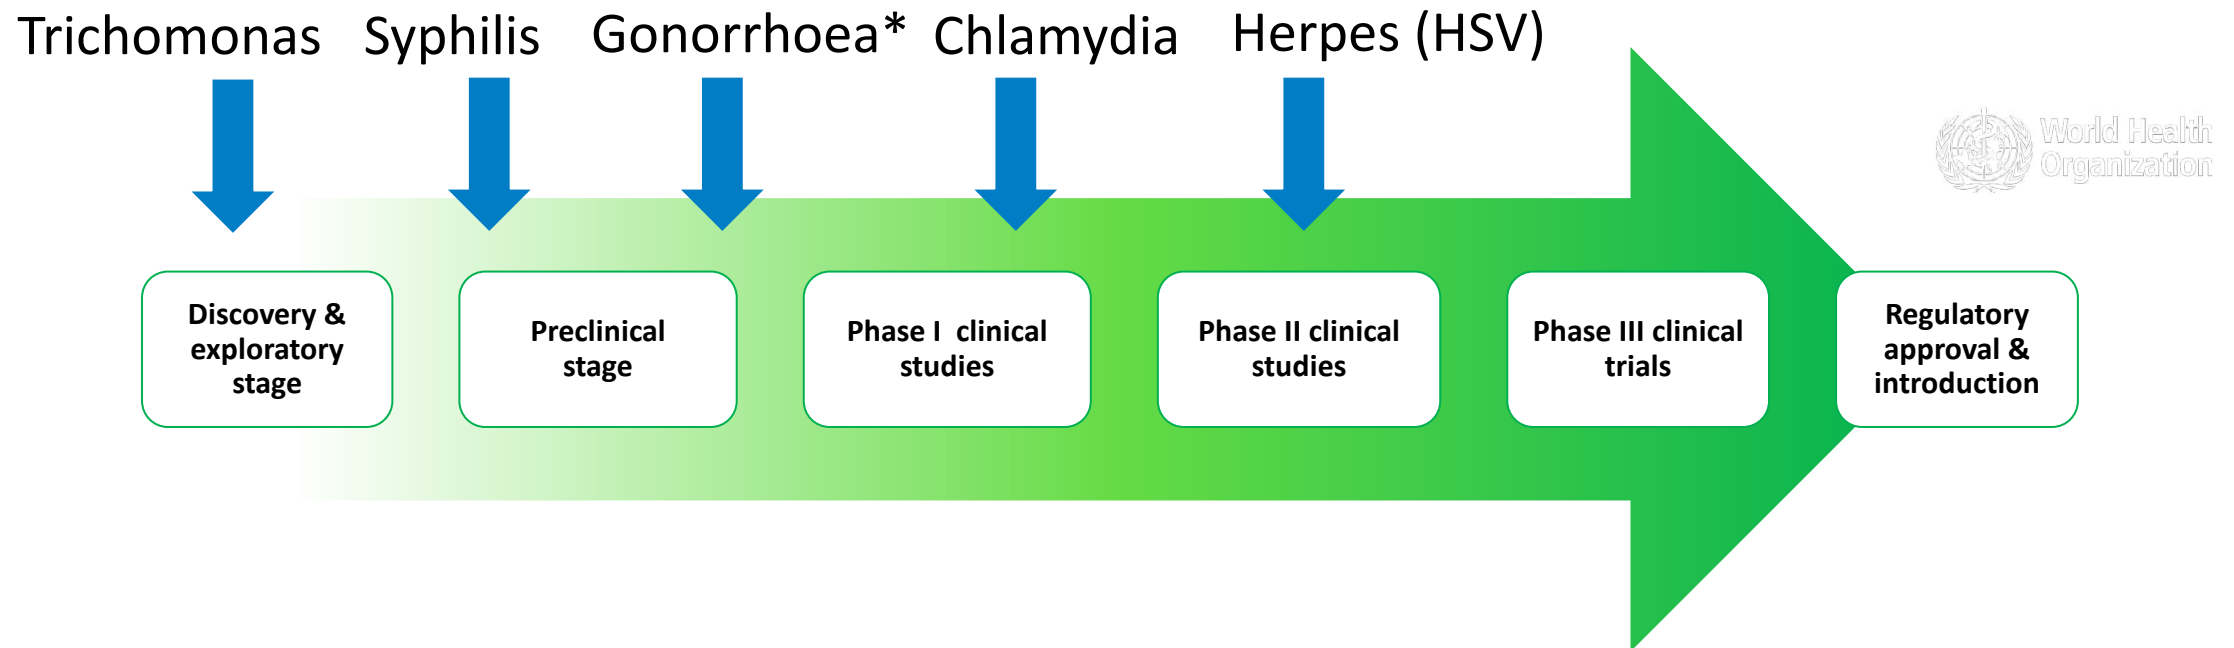 Trichomonas Syphilis Gonorrhoea* Chlamydia Herpes (HSV)
World Health
Organization
Discovery &
exploratory
stage
Preclinical
stage
Phase I clinical
studies
Phase II clinical
studies
Phase III clinical
trials
Regulatory
approval &
introduction